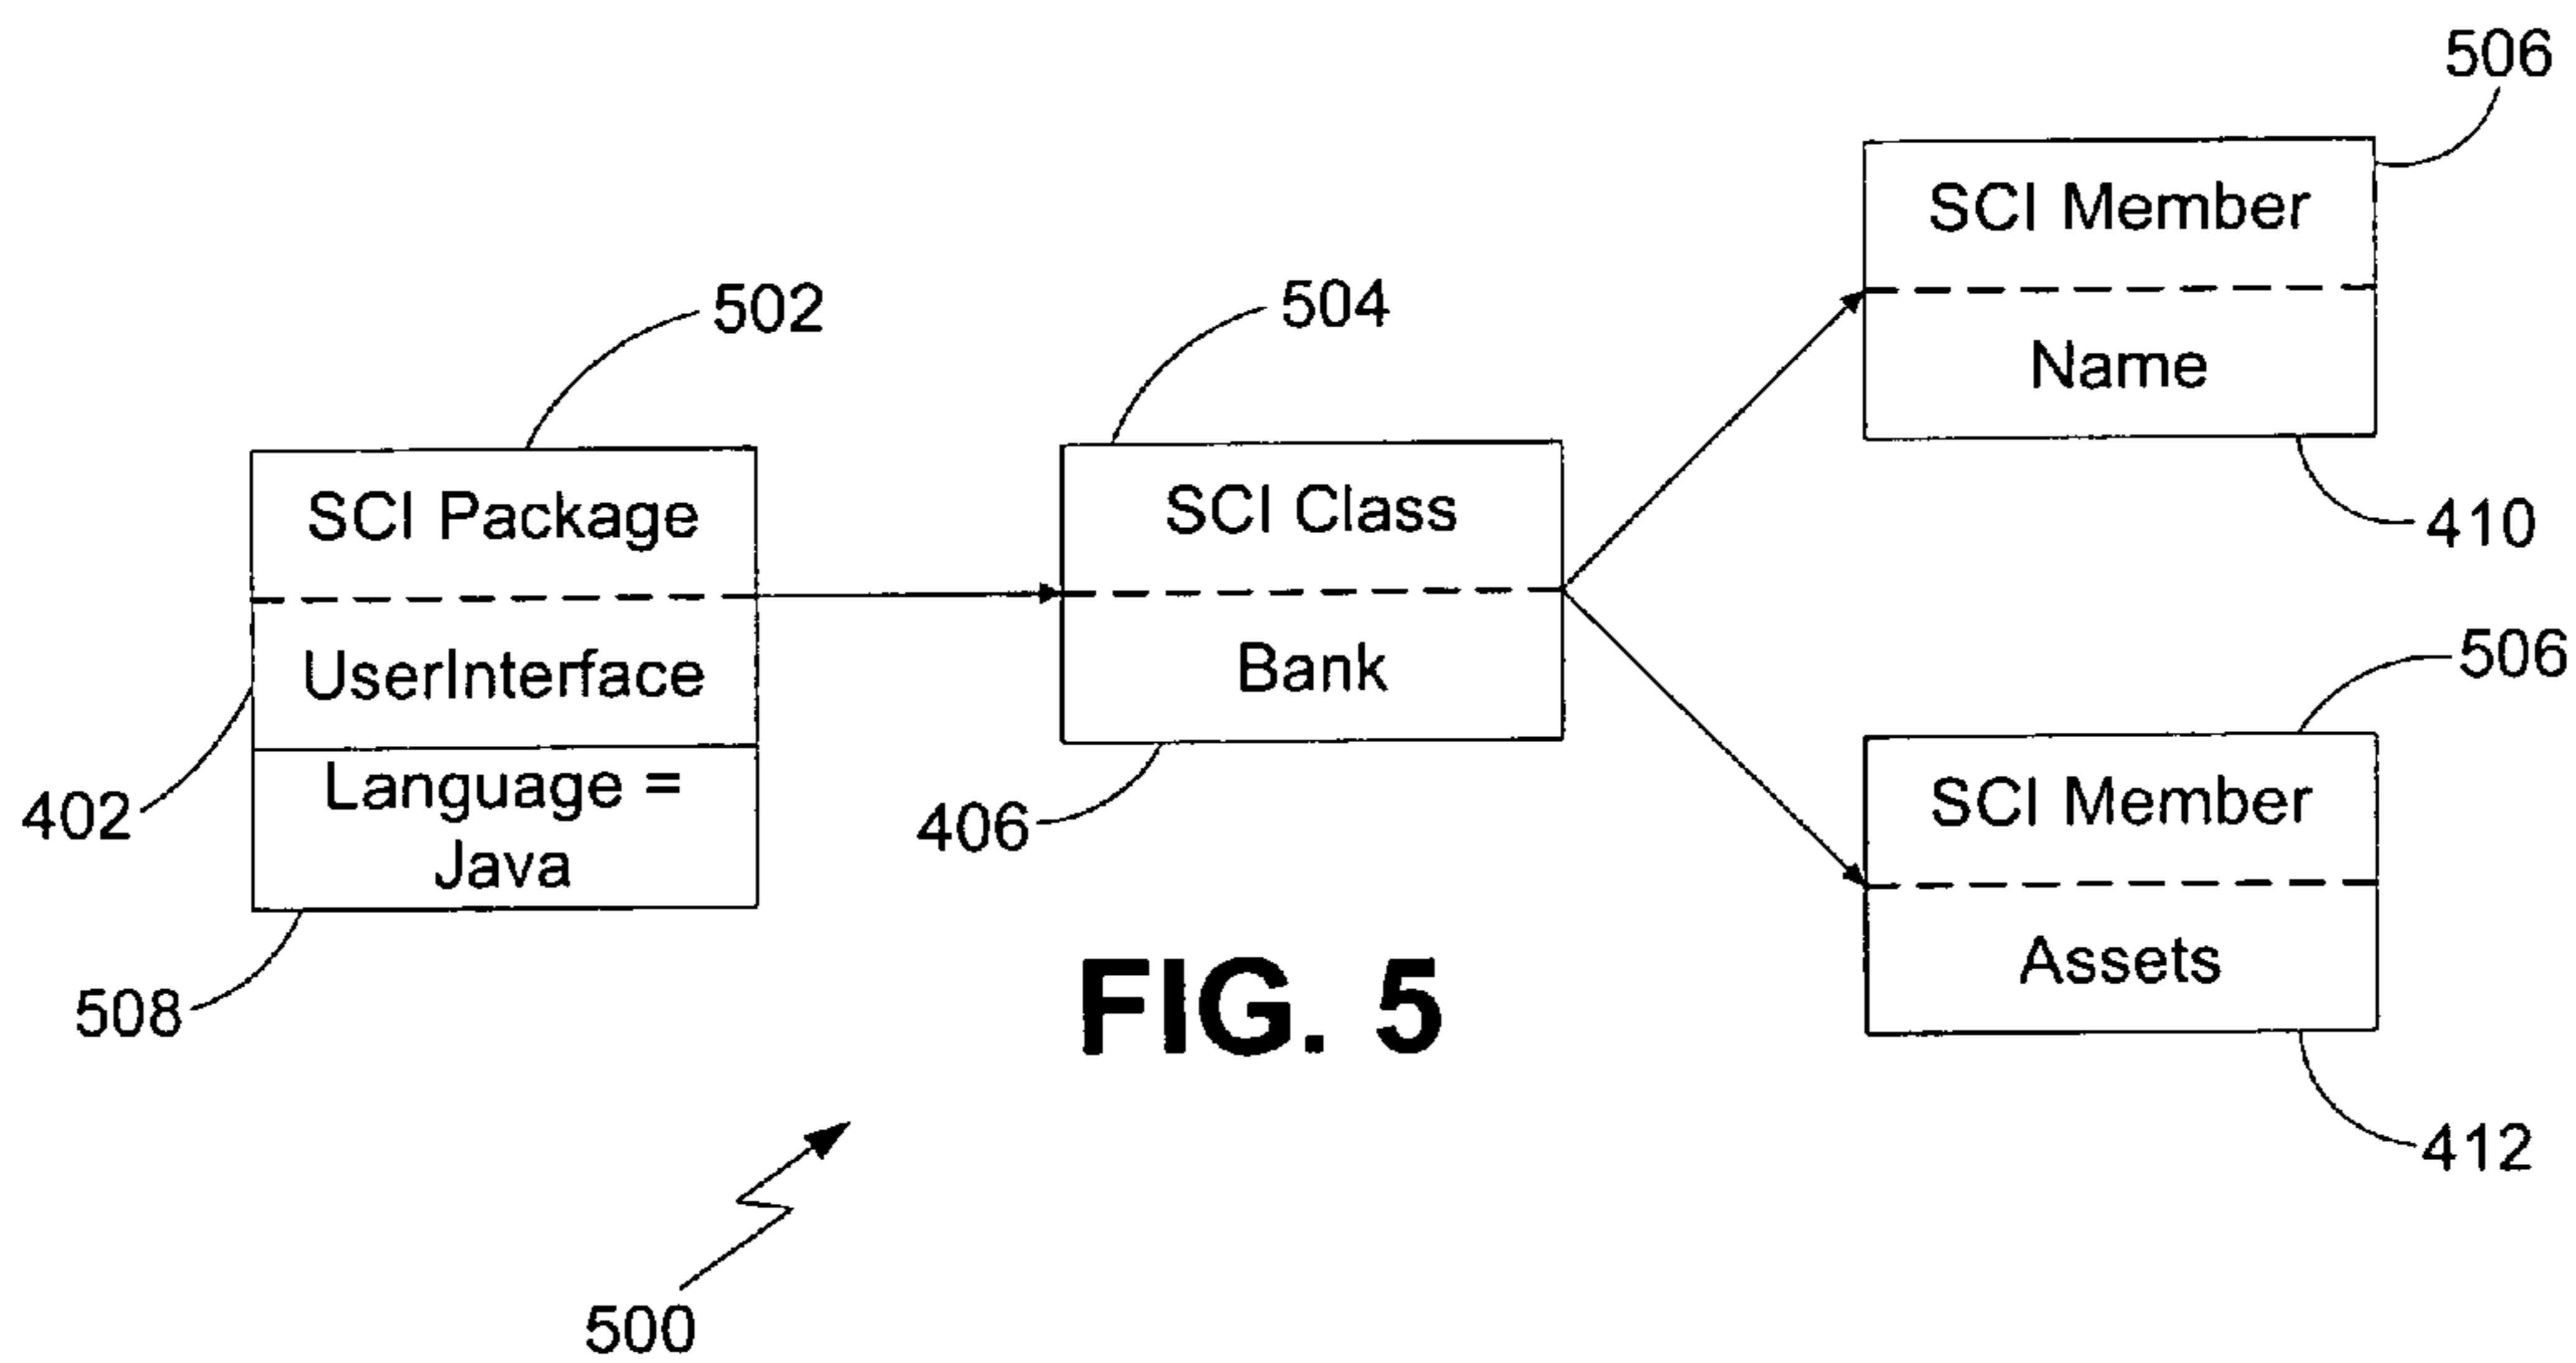 506
SCI Member
Name
410
502
SCI Package
UserInterface
Language =
Java
402
508
504
SCI Class
Bank
406
506
SCI Member
Assets
412
FIG. 5
500